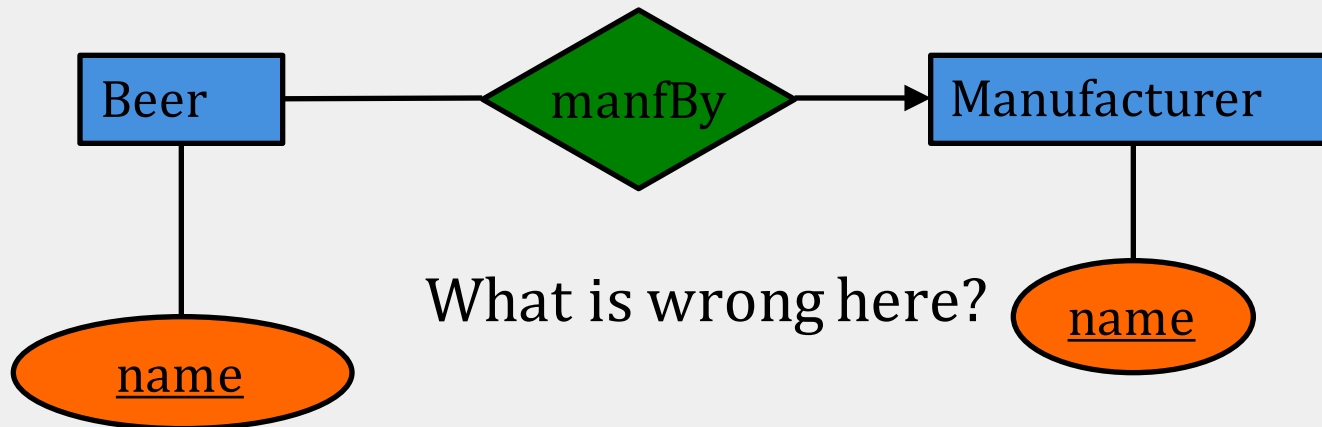 Beer
manfBy
Manufacturer
What is wrong here?
name
name